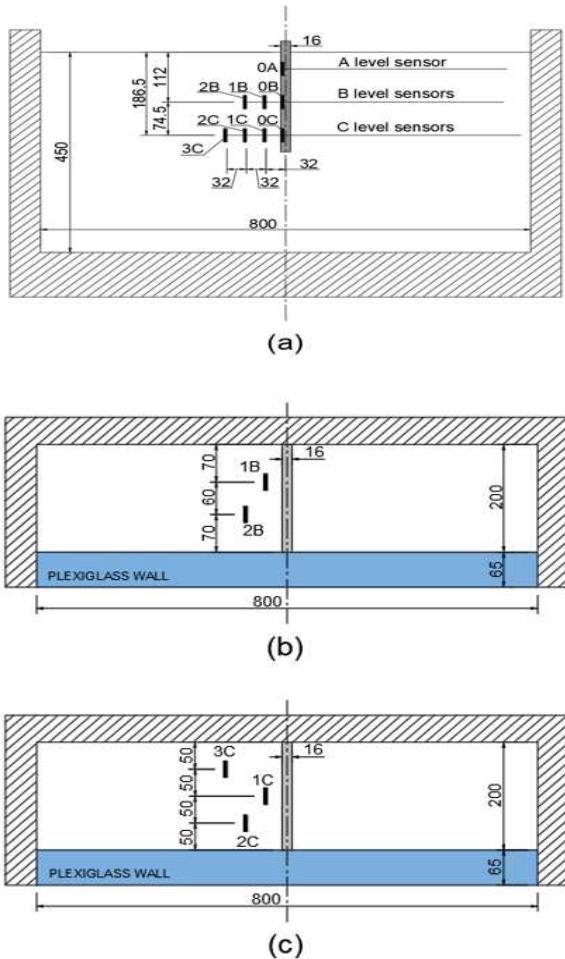 16
0A
A level sensor
112
186.5
2B 1B 0B
B level sensors
74.5
2C 1C 0C
C level sensors
3C
450
32
32 32
800
(a)
70
16
1B
60
200
2B
70
PLEXIGLASS WALL
65
800
(b)
50
3C
16
50
1C
200
50
50
2C
PLEXIGLASS WALL
65
800
(c)